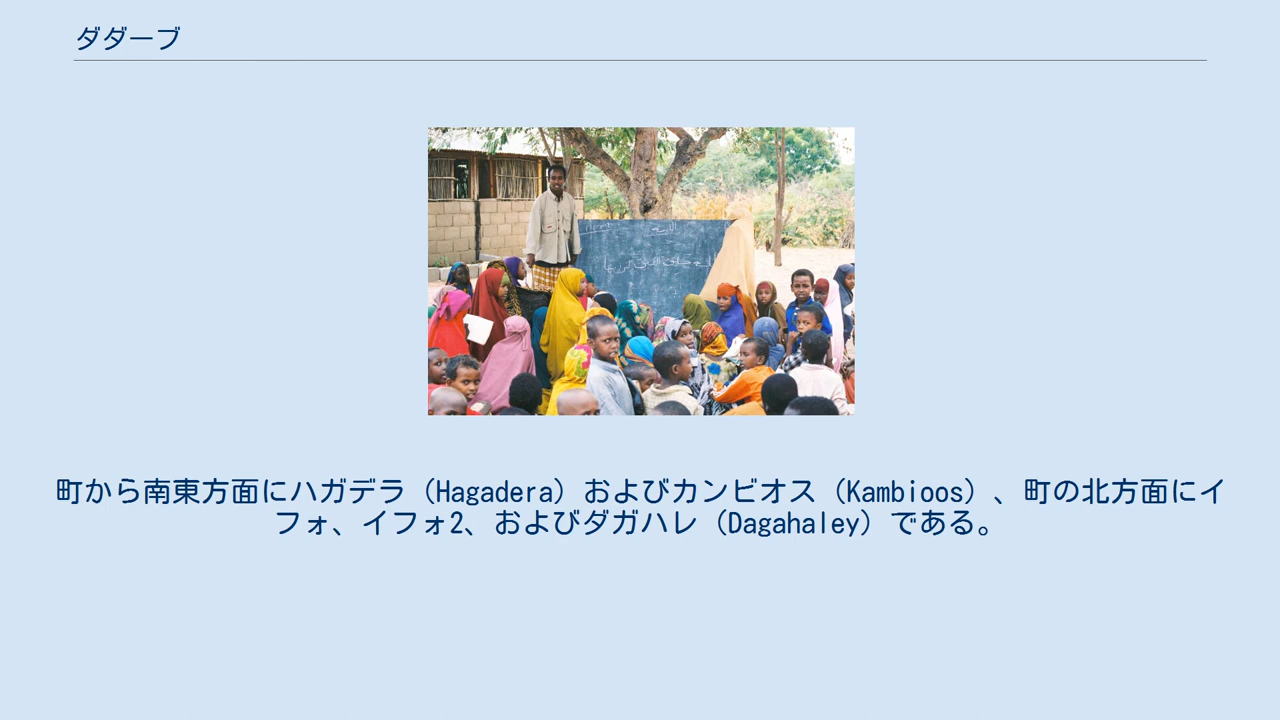 ダダーブ
町から南東方面にハガデラ（Hagadera）およびカンビオス（Kambioos）、町の北方面にイ
フォ、イフォ2、およびダガハレ（Dagahaley）である。